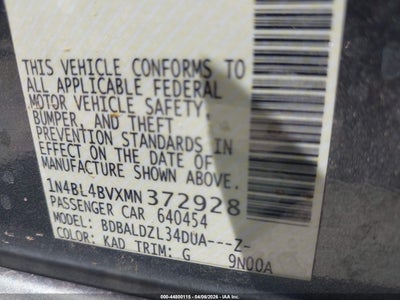 THIS VEHICLE CONFORMS TO
ALL APPLICABLE FEDERAL
MOTOR VEHICLE SAFETY,
BUMPER, AND THEFT
PREVENTION STANDARDS IN
EFFECT ON THE DATE OF
MANUFACTURE SHOWN ABOVE.
1N4BL4BVXMN372928
PASSENGER CAR 640454
MODEL: BDBALDZL34DUA---Z-
COLOR: KAD TRIM: G 9N00A
000-44800115 - 04/08/2026 - IAA Inc.